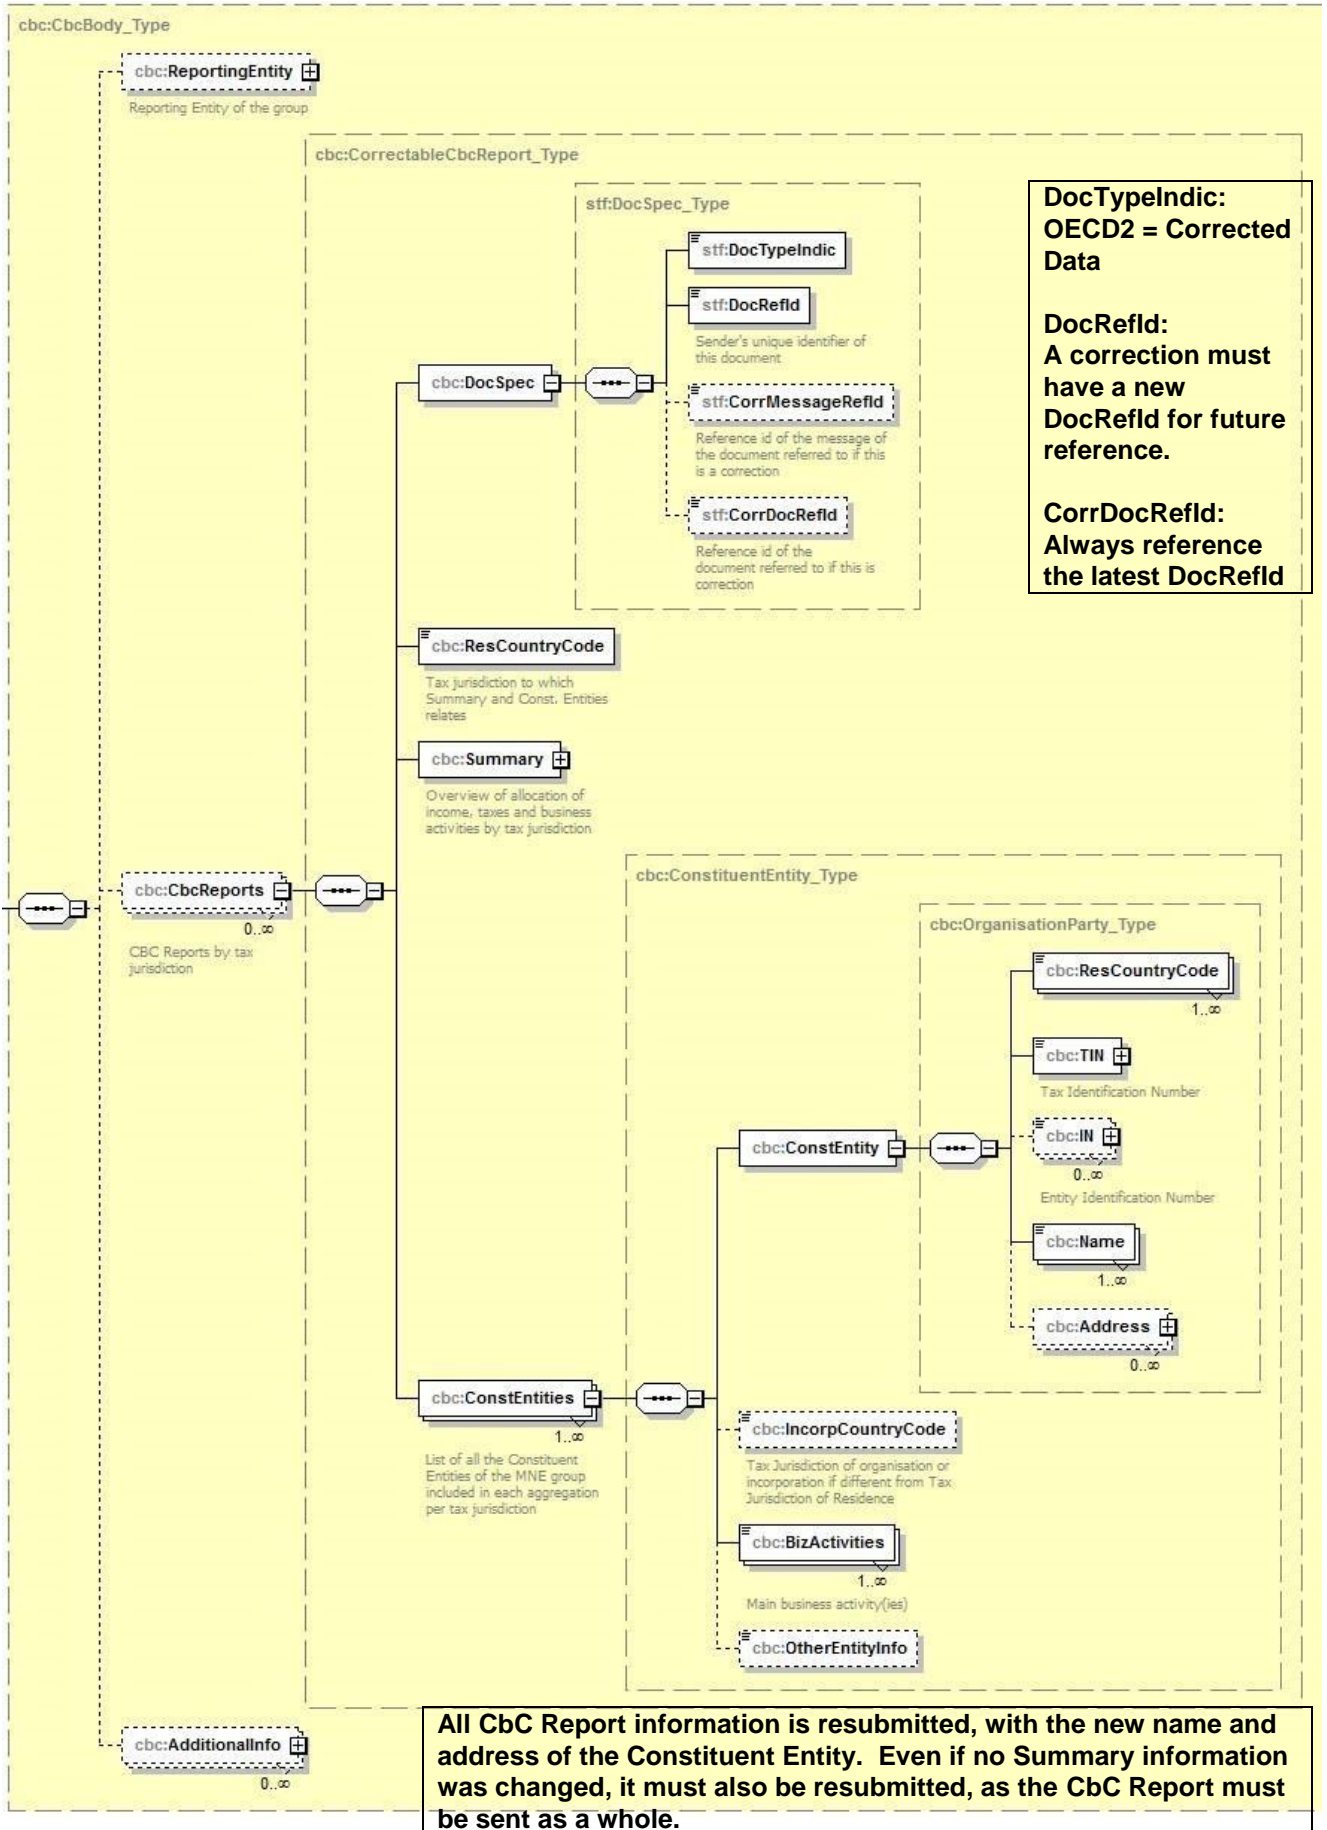 cbc:CbcBody_Type
cbc:ReportingEntity
Reporting Entity of the group
cbc:CorrectableCbcReport_Type
stf:DocSpec_Type
stf:DocTypeIndic
stf:DocRefId
Sender's unique identifier of
this document
cbc:DocSpec
stf:CorrMessageRefId
Reference id of the message of
the document referred to if this
is a correction
stf:CorrDocRefId
Reference id of the
document referred to if this is
correction
DocTypeIndic:
OECD2 = Corrected
Data
DocRefId:
A correction must
have a new
DocRefId for future
reference.
CorrDocRefId:
Always reference
the latest DocRefId
cbc:ResCountryCode
Tax jurisdiction to which
Summary and Const. Entities
relates
cbc:Summary
Overview of allocation of
income, taxes and business
activities by tax jurisdiction
cbc:CbcReports
0..∞
CBC Reports by tax
jurisdiction
cbc:ConstituentEntity_Type
cbc:OrganisationParty_Type
cbc:ResCountryCode
1..∞
cbc:TIN
Tax Identification Number
cbc:IN
0..∞
Entity Identification Number
cbc:ConstEntity
cbc:Name
1..∞
cbc:Address
0..∞
cbc:ConstEntities
1..∞
List of all the Constituent
Entities of the MNE group
included in each aggregation
per tax jurisdiction
cbc:IncorpCountryCode
Tax Jurisdiction of organisation or
incorporation if different from Tax
Jurisdiction of Residence
cbc:BizActivities
1..∞
Main business activity(ies)
cbc:OtherEntityInfo
cbc:AdditionalInfo
0..∞
All CbC Report information is resubmitted, with the new name and
address of the Constituent Entity. Even if no Summary information
was changed, it must also be resubmitted, as the CbC Report must
be sent as a whole.